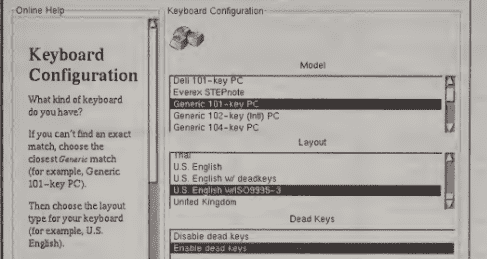 Online Help
Keyboard
Configuration
What kind of keyboard
do you have?
If you can't find an exact
match, choose the
closest Generic match
(for example, Generic
101-key PC).
Then choose the layout
type for your keyboard
(for example, U.S.
English).
Keyboard Configuration
Model
Dell 101-key PC
Everex STEPnote
Generic 101-key PC
Generic 102-key (Intl) PC
Generic 104-key PC
Layout
Thai
U.S. English
U.S. English w/ deadkeys
U.S. English w/ISO9995-3
United Kingdom
Dead Keys
Disable dead keys
Enable dead keys